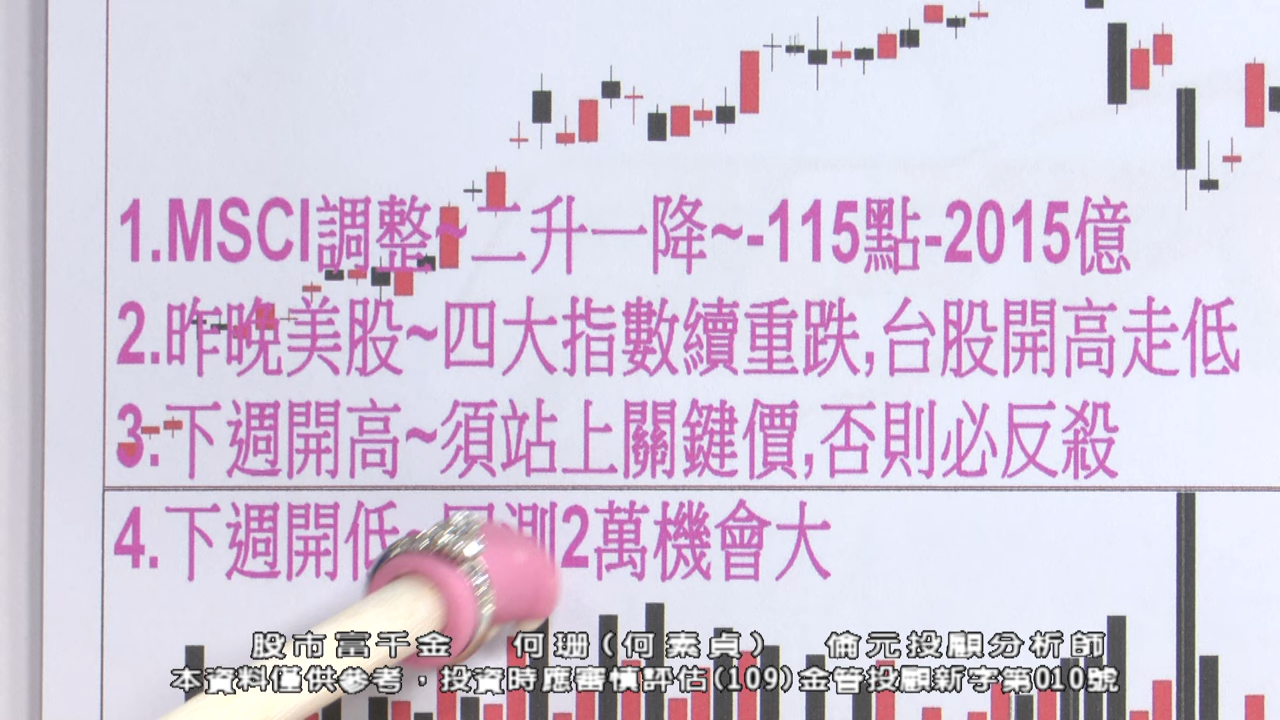 1.MSCI調整~二升一降~-115點-2015億
2.昨晚美股~四大指數續重跌,台股開高走低
3.下週開高~須站上關鍵價,否則必反殺
4.下週開低~回測2萬機會大
股市富千金 何珊(何素貞) 倫元投顧分析師
本資料僅供參考，投資時應審慎評估(109)金管投顧新字第010號